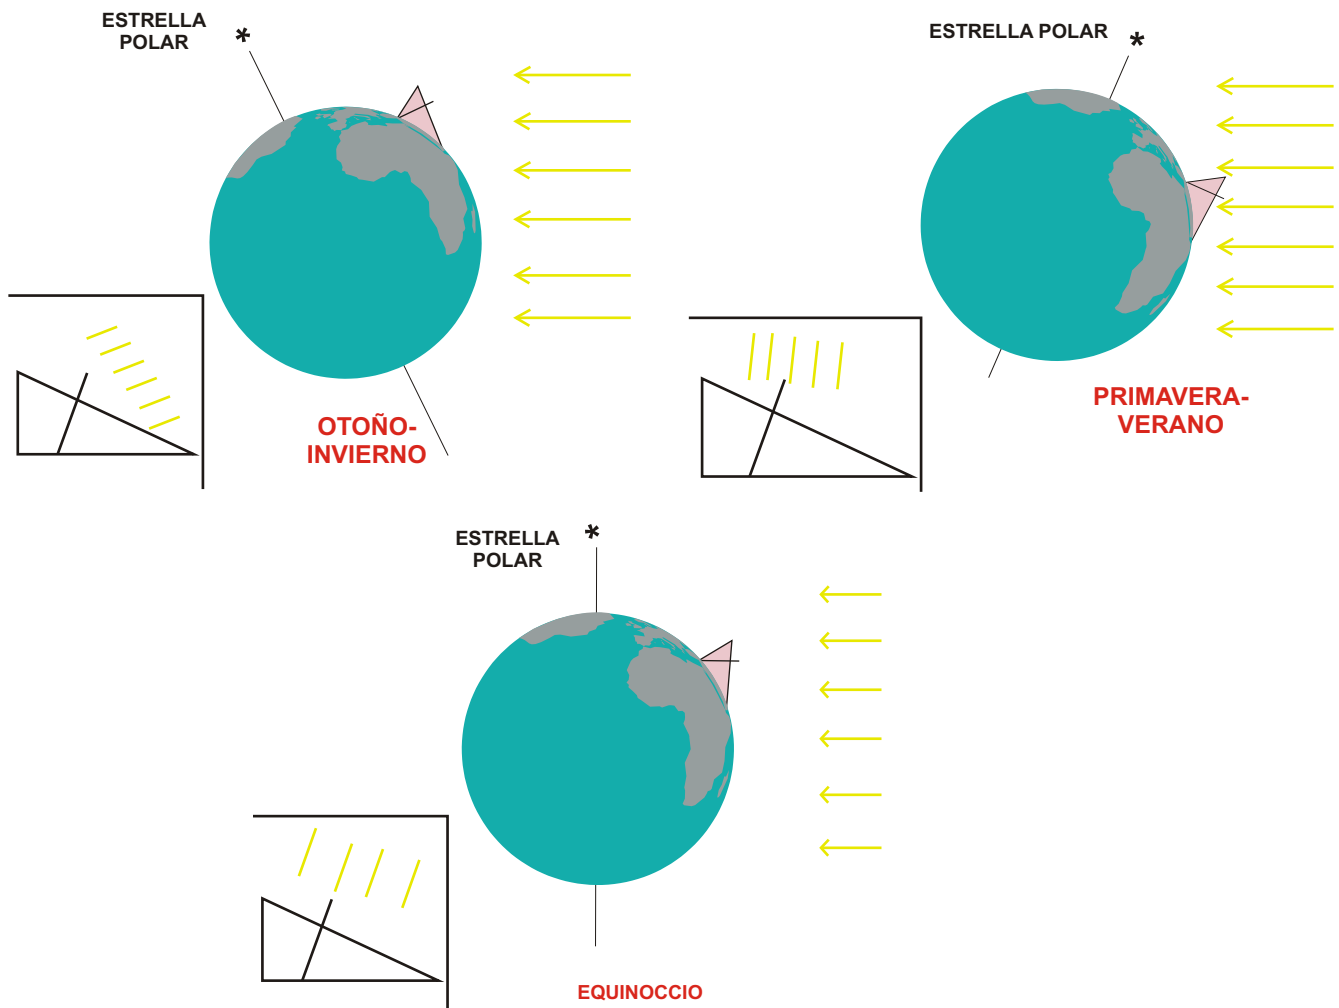 ESTRELLA
POLAR
ESTRELLA POLAR
OTOÑO-
INVIERNO
PRIMAVERA-
VERANO
ESTRELLA
POLAR
EQUINOCCIO